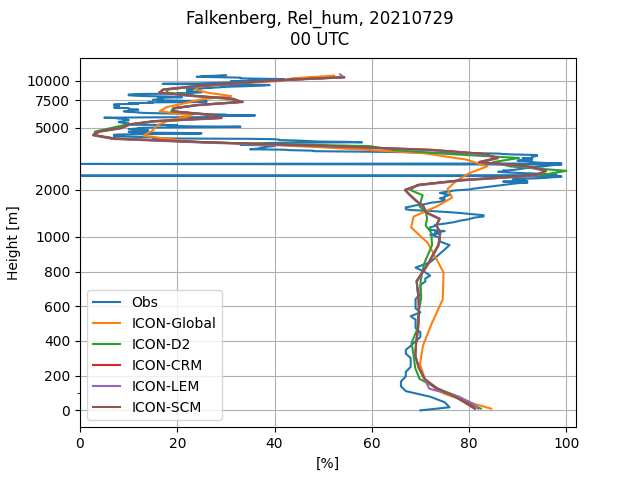 Falkenberg, Rel_hum, 20210729
00 UTC
Height [m]
10000
7500
5000
2000
1000
800
600
400
200
0
Obs
ICON-Global
ICON-D2
ICON-CRM
ICON-LEM
ICON-SCM
0 20 40 60 80 100
[%]